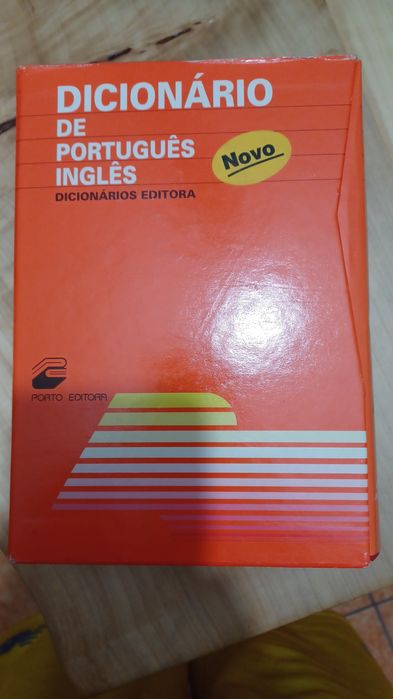 DICIONÁRIO
DE
PORTUGUÊS
INGLÊS
Novo
DICIONÁRIOS EDITORA
PORTO EDITORA